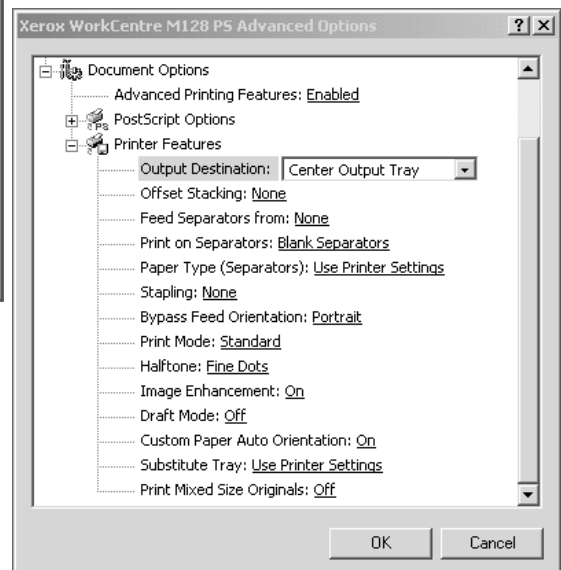 Xerox WorkCentre M128 PS Advanced Options
Document Options
Advanced Printing Features: Enabled
PostScript Options
Printer Features
Output Destination: Center Output Tray
Offset Stacking: None
Feed Separators from: None
Print on Separators: Blank Separators
Paper Type (Separators): Use Printer Settings
Stapling: None
Bypass Feed Orientation: Portrait
Print Mode: Standard
Halftone: Fine Dots
Image Enhancement: On
Draft Mode: Off
Custom Paper Auto Orientation: On
Substitute Tray: Use Printer Settings
Print Mixed Size Originals: Off
OK Cancel